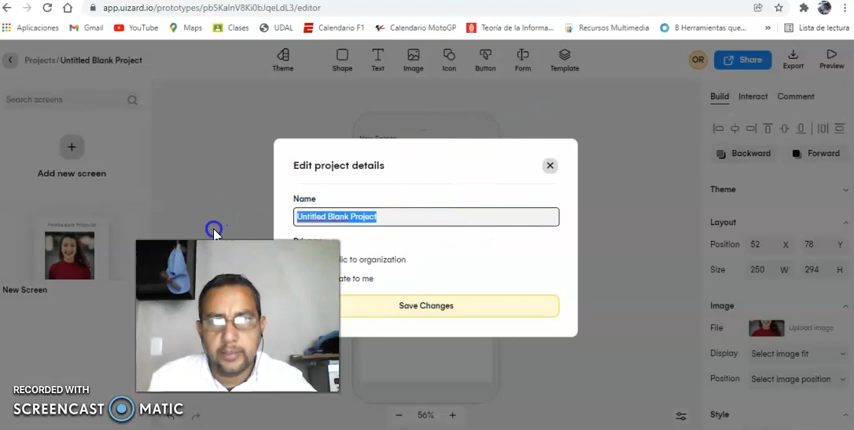 app.uizard.io/prototypes/pb5KalnV8Ki0bJqeLdL3/editor
Aplicaciones Gmail YouTube Maps Clases UDAL Calendario F1 Calendario MotoGP Teoría de la Informa... Recursos Multimedia 8 Herramientas que... » Lista de lectura
Projects/Untitled Blank Project
Theme Shape Text Image Icon Button Form Template
OR Share Export Preview
Search screens
Build Interact Comment
Add new screen
Backward Forward
New Screen
Edit project details
Name
Untitled Blank Project
to organization
to me
Save Changes
Theme
Layout
Position 52 X 78 Y
Size 250 W 294 H
Image
File Upload image
Display Select image fit
Position Select image position
Style
New Screen
56%
RECORDED WITH
SCREENCAST MATIC